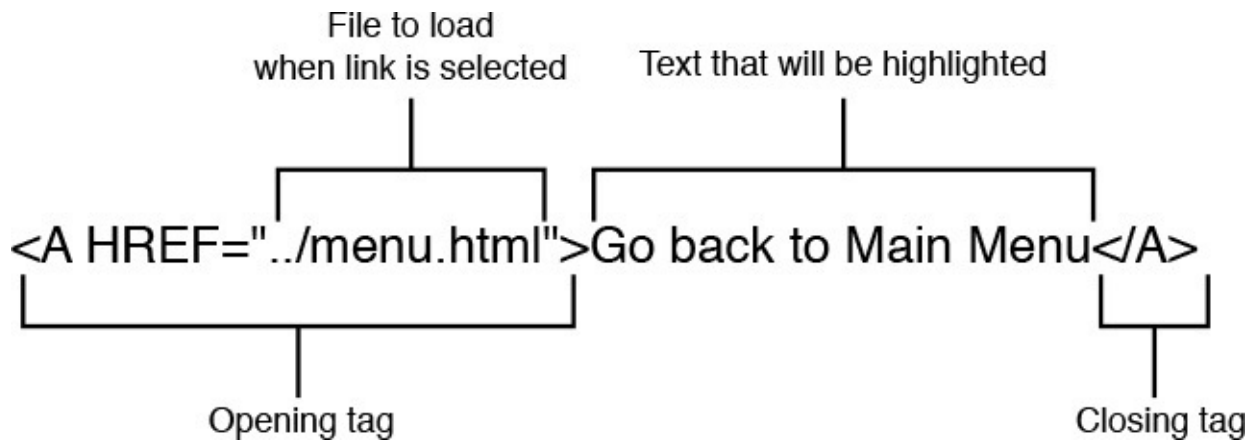 File to load
when link is selected
Text that will be highlighted
<A HREF="../menu.html">Go back to Main Menu</A>
Opening tag
Closing tag